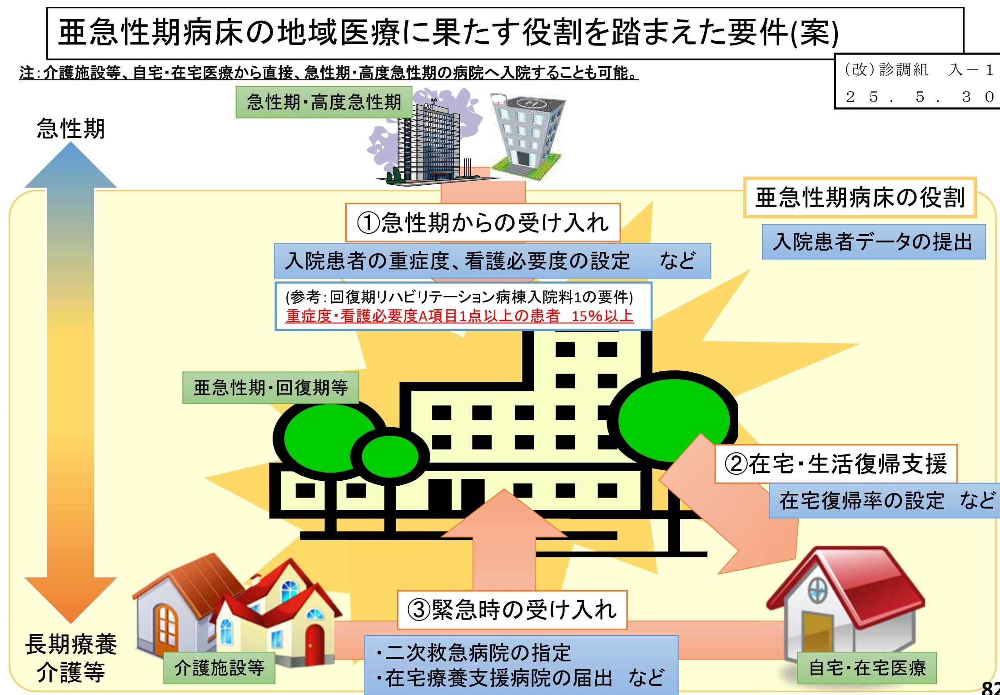 亜急性期病床の地域医療に果たす役割を踏まえた要件(案)
(改)診調組　入－1
25．5．30
注：介護施設等、自宅・在宅医療から直接、急性期・高度急性期の病院へ入院することも可能。
急性期・高度急性期
急性期
亜急性期病床の役割
入院患者データの提出
①急性期からの受け入れ
入院患者の重症度、看護必要度の設定　など
(参考：回復期リハビリテーション病棟入院料1の要件)
重症度・看護必要度A項目1点以上の患者　15%以上
亜急性期・回復期等
②在宅・生活復帰支援
在宅復帰率の設定　など
③緊急時の受け入れ
・二次救急病院の指定
・在宅療養支援病院の届出　など
長期療養
介護等
介護施設等
自宅・在宅医療
82